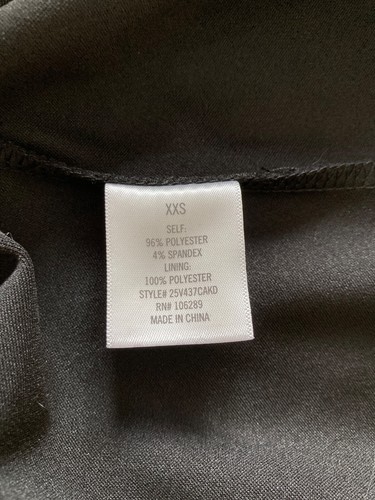 XXS
SELF:
96% POLYESTER
4% SPANDEX
LINING:
100% POLYESTER
STYLE# 25V437CAKD
RN# 106289
MADE IN CHINA